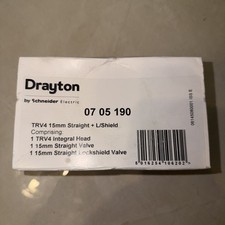 Drayton
by Schneider Electric
07 05 190
TRV4 15mm Straight + L/Shield
Comprising
1 TRV4 Integral Head
1 15mm Straight Valve
1 15mm Straight Lockshield Valve